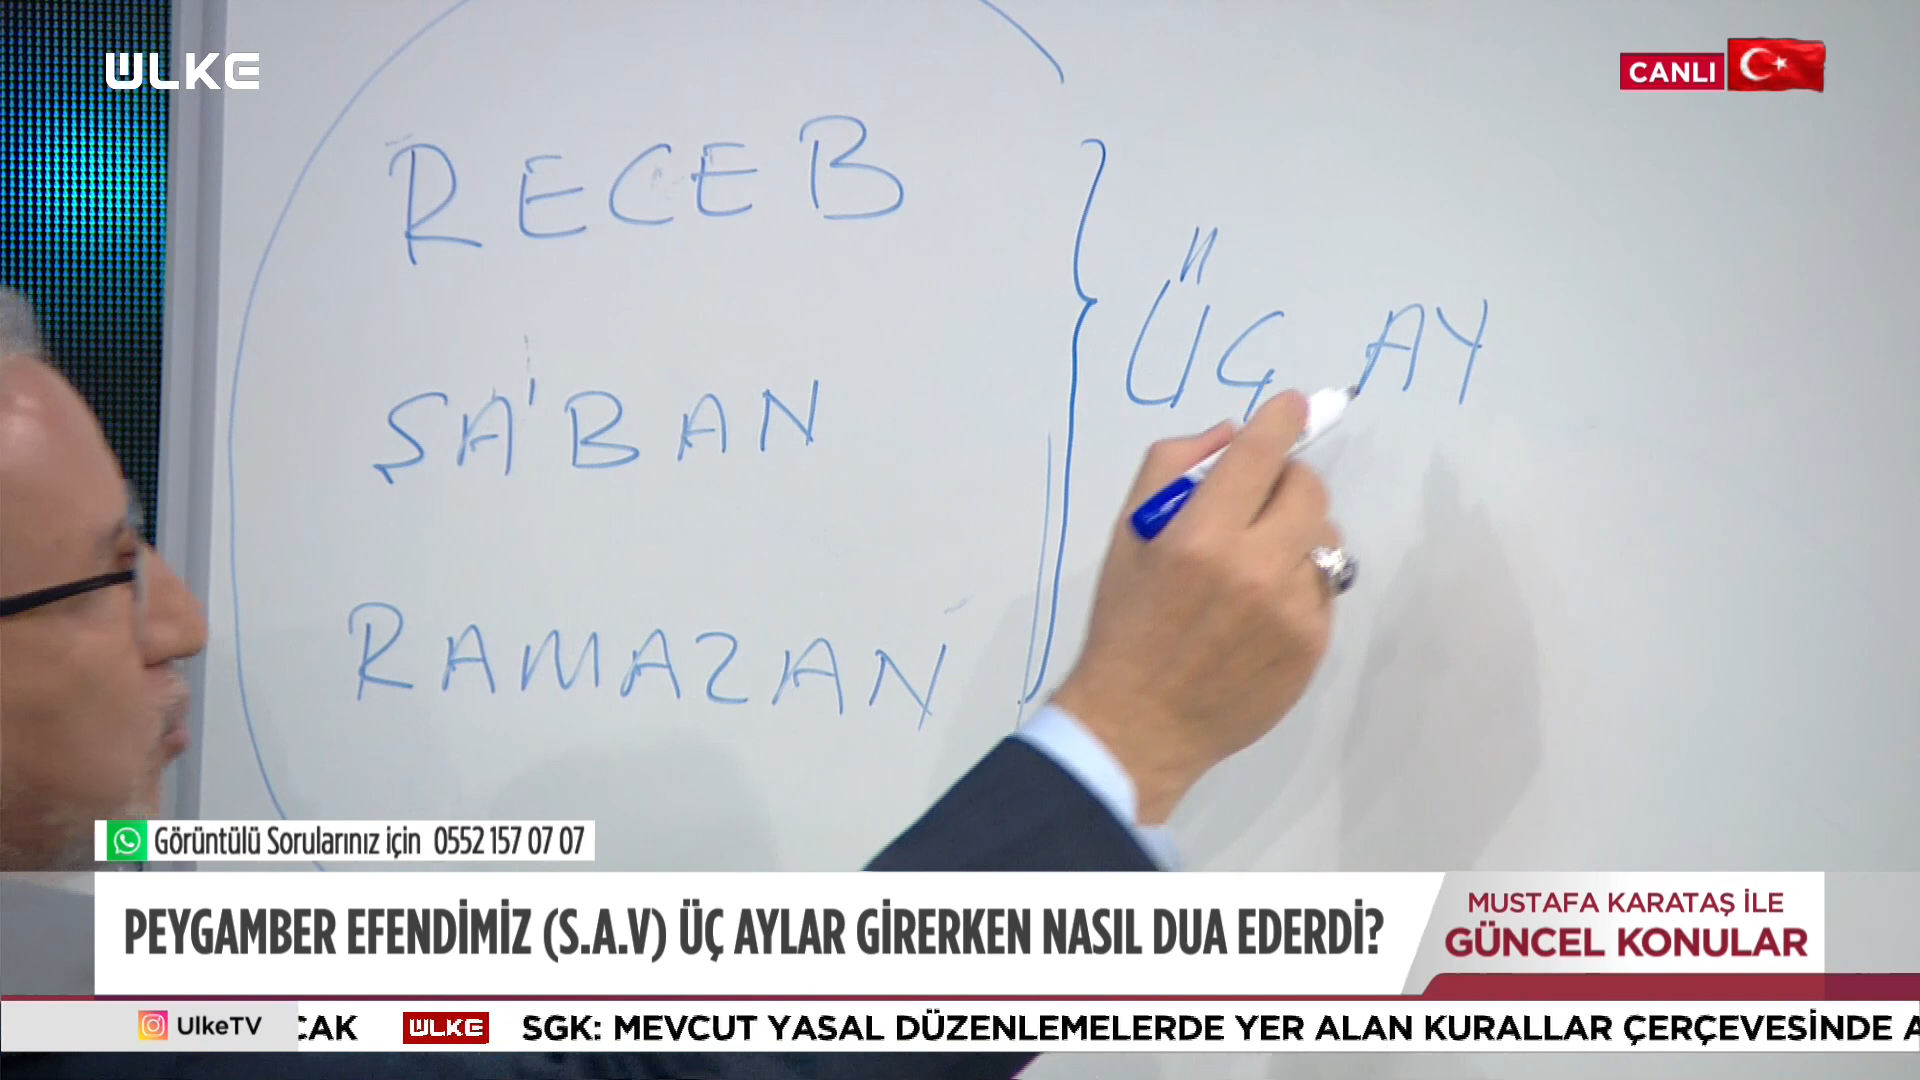 ÜLKE
CANLI
RECEB
ŞA'BAN
RAMAZAN
ÜÇ AY
Görüntülü Sorularınız için 0552 157 07 07
PEYGAMBER EFENDİMİZ (S.A.V) ÜÇ AYLAR GİRERKEN NASIL DUA EDERDİ?
MUSTAFA KARATAŞ İLE
GÜNCEL KONULAR
UlkeTV
CAK ÜLKE SGK: MEVCUT YASAL DÜZENLEMELERDE YER ALAN KURALLAR ÇERÇEVESİNDE A